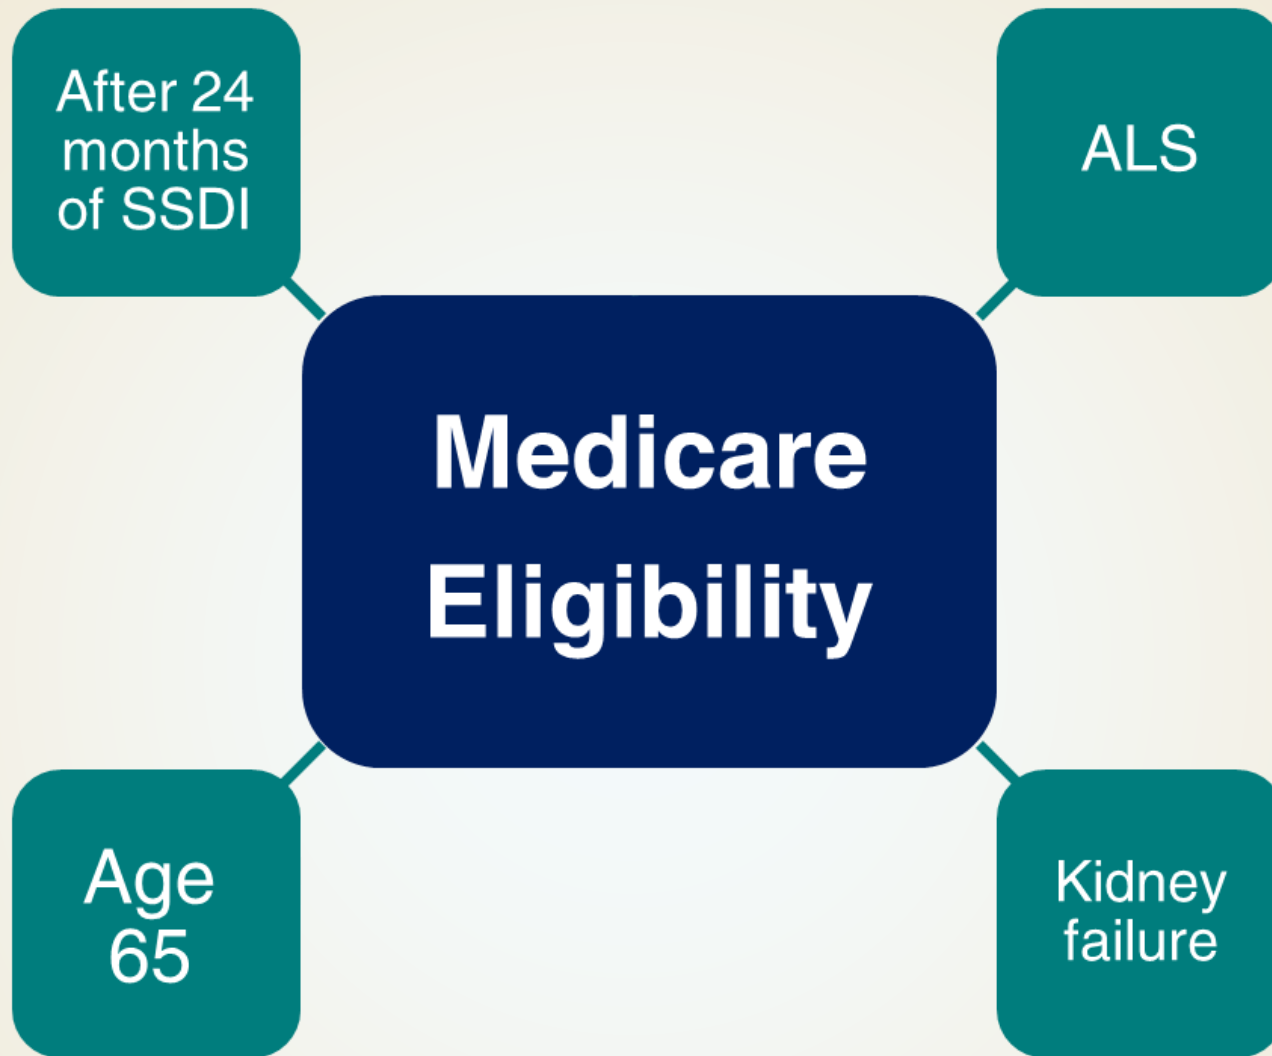 After 24
months
of SSDI
ALS
Medicare
Eligibility
Age
65
Kidney
failure